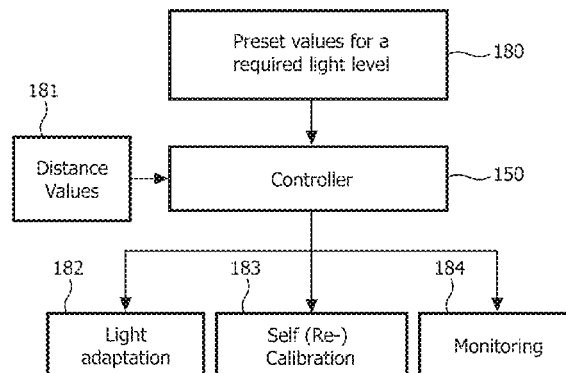 Preset values for a
required light level
180
181
Distance
Values
Controller
150
182
183
184
Light
adaptation
Self (Re-)
Calibration
Monitoring